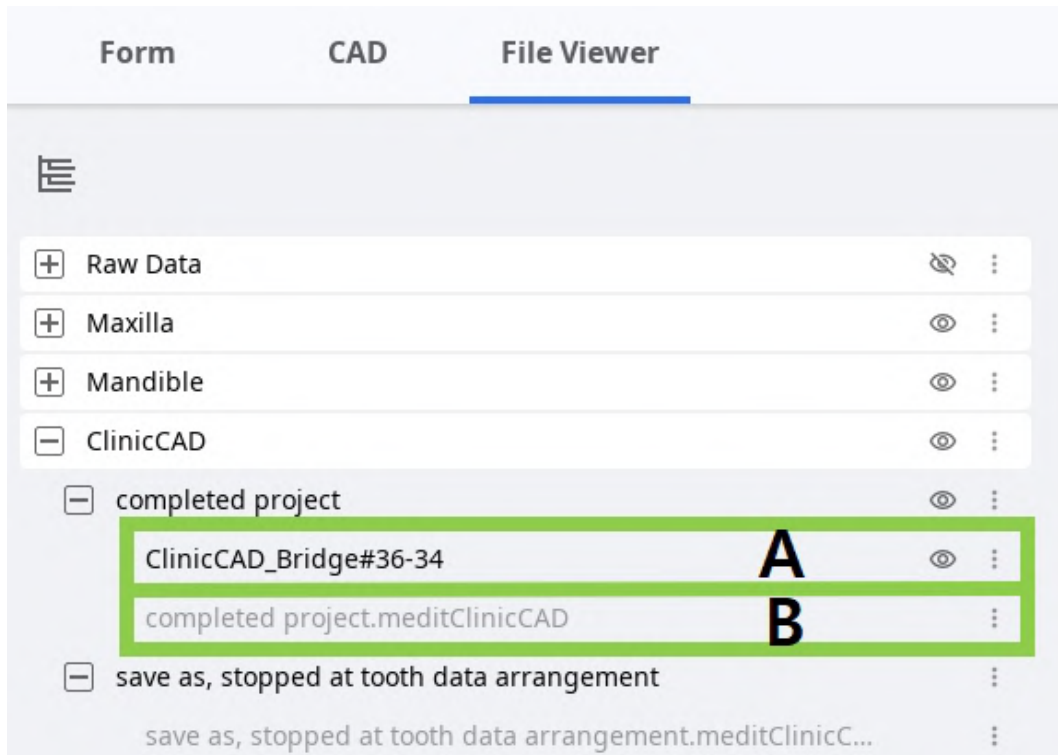 Form CAD File Viewer
Raw Data
Maxilla
Mandible
ClinicCAD
completed project
ClinicCAD_Bridge#36-34 A
completed project.meditClinicCAD B
save as, stopped at tooth data arrangement
save as, stopped at tooth data arrangement.meditClinicC...